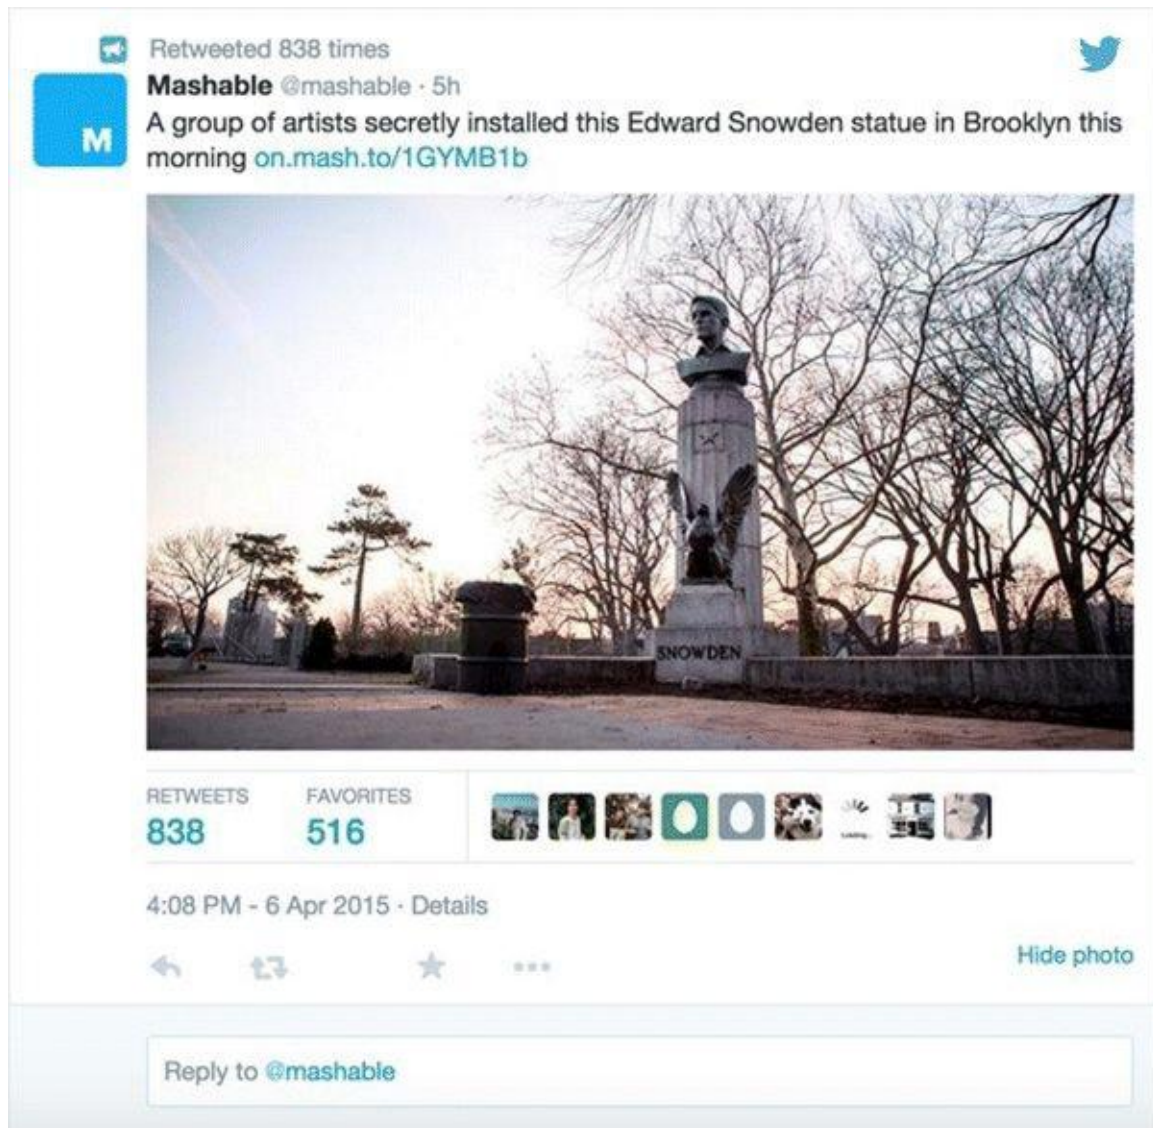 Retweeted 838 times
Mashable @mashable · 5h
M
A group of artists secretly installed this Edward Snowden statue in Brooklyn this
morning on.mash.to/1GYMB1b
SNOWDEN
RETWEETS FAVORITES
838 516
4:08 PM - 6 Apr 2015 · Details
Hide photo
Reply to @mashable